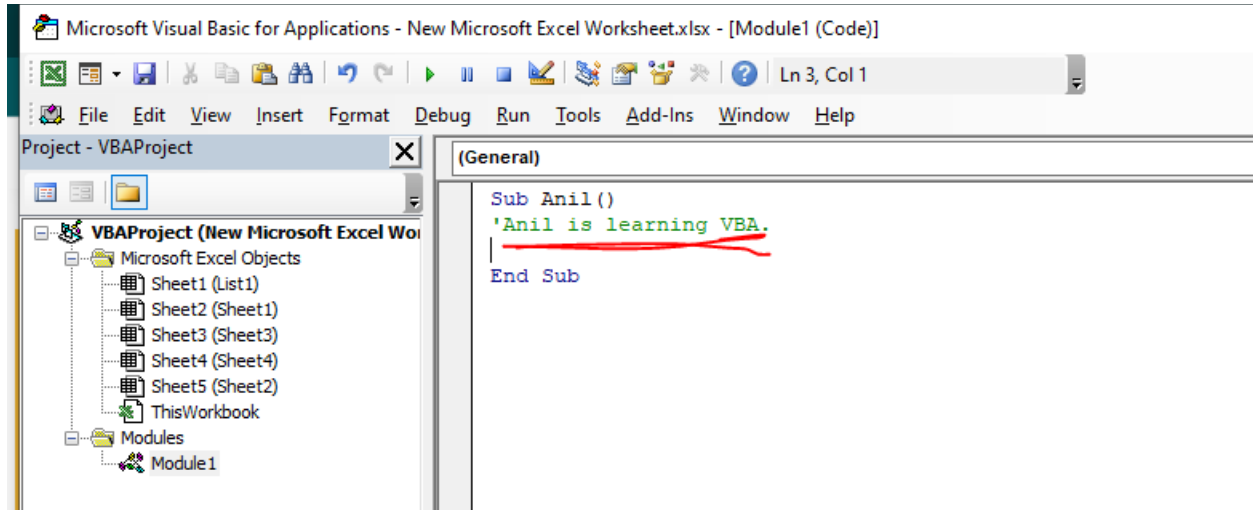 Microsoft Visual Basic for Applications - New Microsoft Excel Worksheet.xlsx - [Module1 (Code)]
Ln 3, Col 1
File Edit View Insert Format Debug Run Tools Add-Ins Window Help
Project - VBAProject
(General)
VBAProject (New Microsoft Excel Wo
Microsoft Excel Objects
Sheet1 (List1)
Sheet2 (Sheet1)
Sheet3 (Sheet3)
Sheet4 (Sheet4)
Sheet5 (Sheet2)
ThisWorkbook
Modules
Module1
Sub Anil()
'Anil is learning VBA.
End Sub